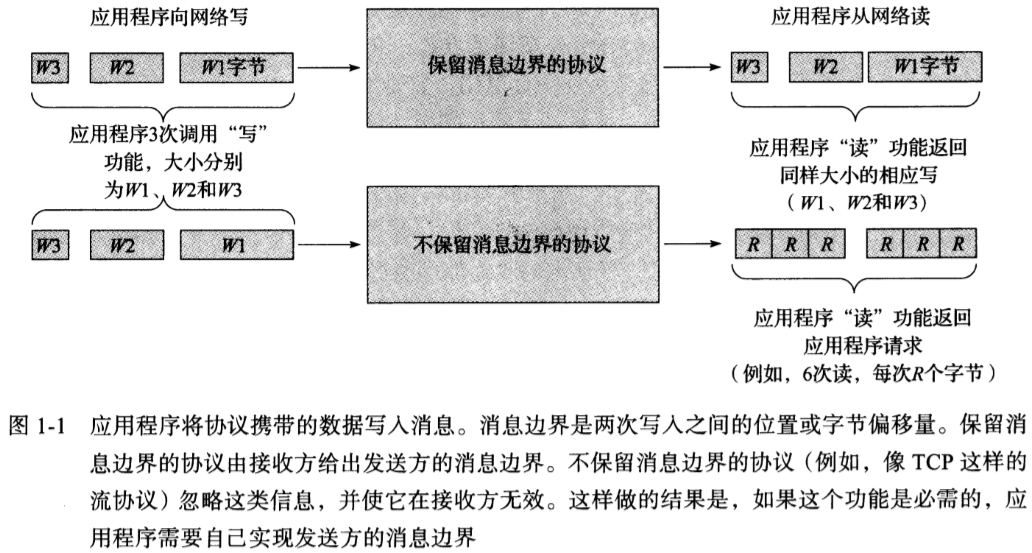 应用程序向网络写
应用程序从网络读
W3 W2 W1字节
保留消息边界的协议
W3 W2 W1字节
应用程序3次调用“写”
功能，大小分别
为W1、W2和W3
应用程序“读”功能返回
同样大小的相应写
（W1、W2和W3）
W3 W2 W1
不保留消息边界的协议
R R R R R R
应用程序“读”功能返回
应用程序请求
（例如，6次读，每次R个字节）
图 1-1 应用程序将协议携带的数据写入消息。消息边界是两次写入之间的位置或字节偏移量。保留消
息边界的协议由接收方给出发送方的消息边界。不保留消息边界的协议（例如，像 TCP 这样的
流协议）忽略这类信息，并使它在接收方无效。这样做的结果是，如果这个功能是必需的，应
用程序需要自己实现发送方的消息边界